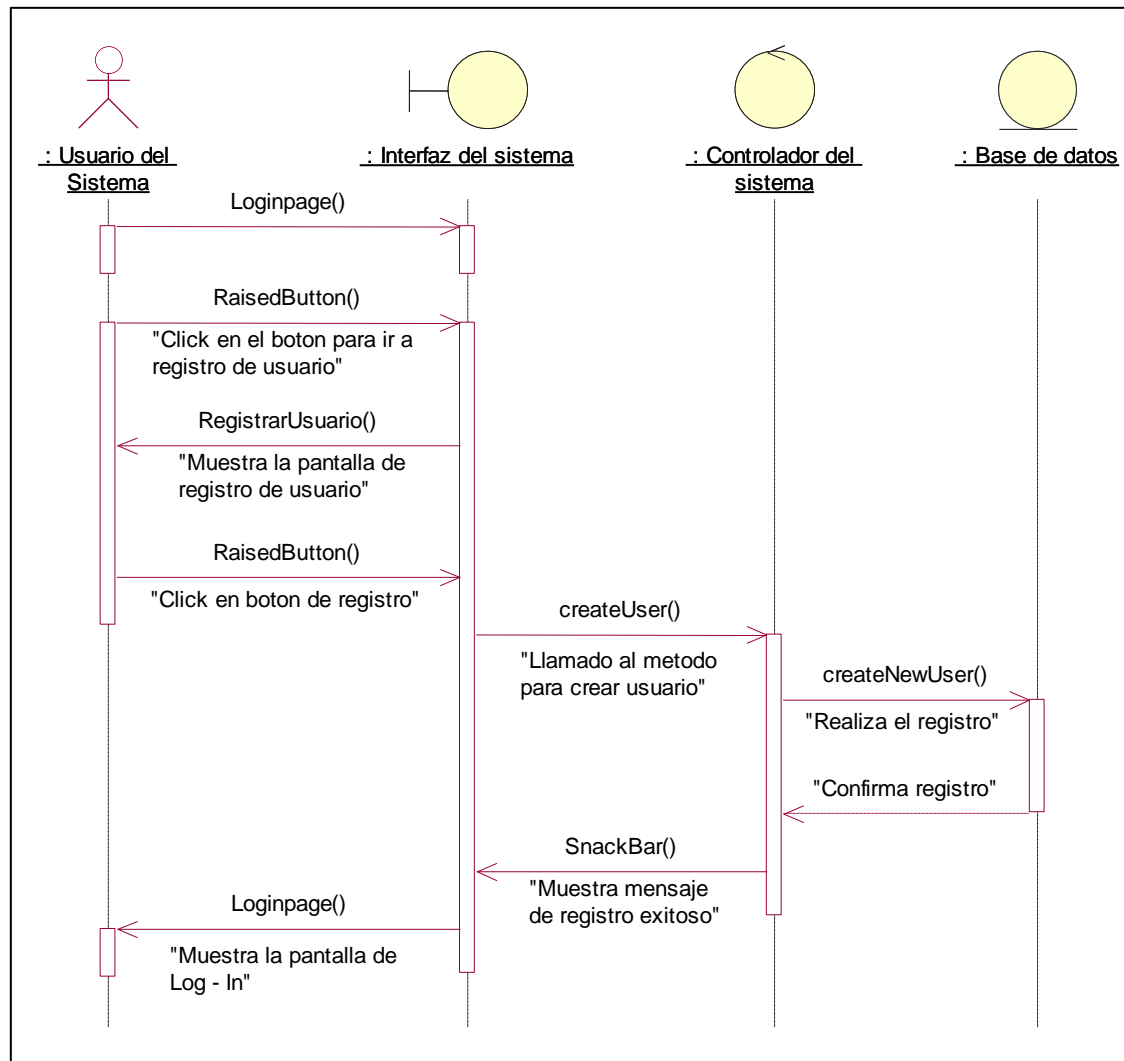 : Usuario del
Sistema
: Interfaz del sistema
: Controlador del
sistema
: Base de datos
Loginpage()
RaisedButton()
"Click en el boton para ir a
registro de usuario"
RegistrarUsuario()
"Muestra la pantalla de
registro de usuario"
RaisedButton()
"Click en boton de registro"
createUser()
"Llamado al metodo
para crear usuario"
createNewUser()
"Realiza el registro"
"Confirma registro"
SnackBar()
"Muestra mensaje
de registro exitoso"
Loginpage()
"Muestra la pantalla de
Log - In"